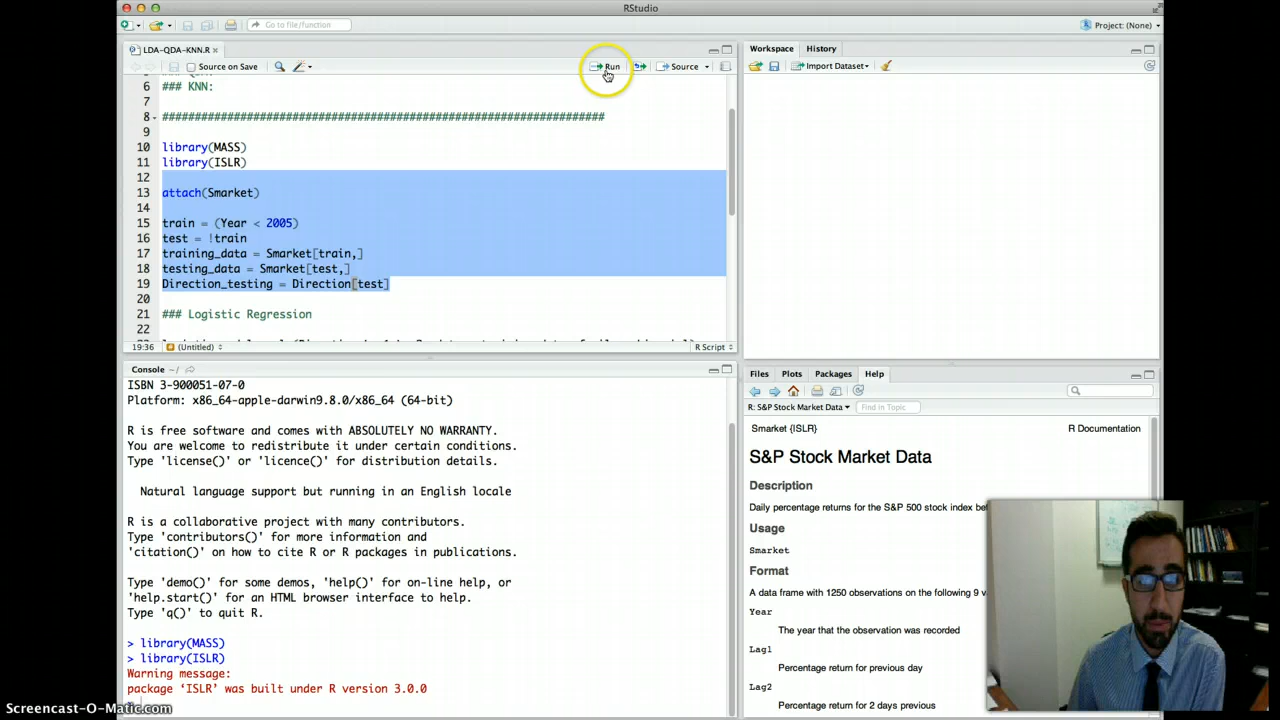 RStudio
Go to file/function
Project: (None)
LDA-QDA-KNN.R
Source on Save
Run
Source
6 ### KNN:
7
8 ####################################################################
9
10 library(MASS)
11 library(ISLR)
12
13 attach(Smarket)
14
15 train = (Year < 2005)
16 test = !train
17 training_data = Smarket[train,]
18 testing_data = Smarket[test,]
19 Direction_testing = Direction[test]
20
21 ### Logistic Regression
22
19:36 (Untitled) R Script
Console ~/
ISBN 3-900051-07-0
Platform: x86_64-apple-darwin9.8.0/x86_64 (64-bit)
R is free software and comes with ABSOLUTELY NO WARRANTY.
You are welcome to redistribute it under certain conditions.
Type 'license()' or 'licence()' for distribution details.
Natural language support but running in an English locale
R is a collaborative project with many contributors.
Type 'contributors()' for more information and
'citation()' on how to cite R or R packages in publications.
Type 'demo()' for some demos, 'help()' for on-line help, or
'help.start()' for an HTML browser interface to help.
Type 'q()' to quit R.
> library(MASS)
> library(ISLR)
Warning message:
package ‘ISLR’ was built under R version 3.0.0
Screencast-O-Matic.com
Workspace History
Import Dataset
Files Plots Packages Help
R: S&P Stock Market Data Find in Topic
Smarket {ISLR} R Documentation
S&P Stock Market Data
Description
Daily percentage returns for the S&P 500 stock index
Usage
Smarket
Format
A data frame with 1250 observations on the following 9
Year
The year that the observation was recorded
Lag1
Percentage return for previous day
Lag2
Percentage return for 2 days previous